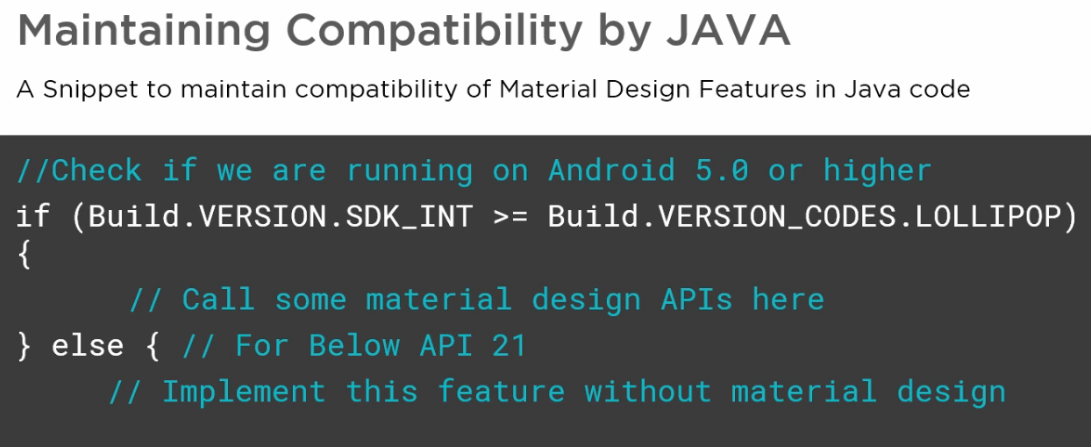 Maintaining Compatibility by JAVA
A Snippet to maintain compatibility of Material Design Features in Java code
//Check if we are running on Android 5.0 or higher
if (Build.VERSION.SDK_INT >= Build.VERSION_CODES.LOLLIPOP)
{
// Call some material design APIs here
} else { // For Below API 21
// Implement this feature without material design